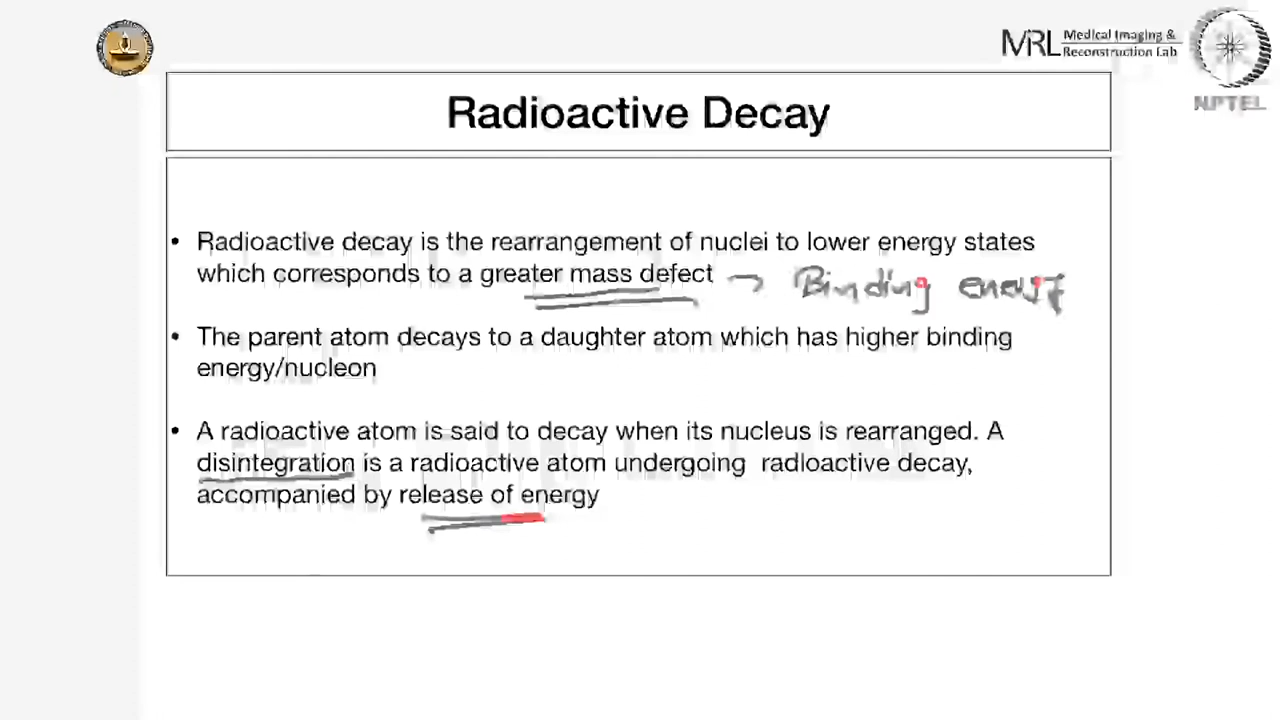 MRL Medical Imaging &
Reconstruction Lab
NPTEL
Radioactive Decay
• Radioactive decay is the rearrangement of nuclei to lower energy states
which corresponds to a greater mass defect → Binding energy
• The parent atom decays to a daughter atom which has higher binding
energy/nucleon
• A radioactive atom is said to decay when its nucleus is rearranged. A
disintegration is a radioactive atom undergoing radioactive decay,
accompanied by release of energy